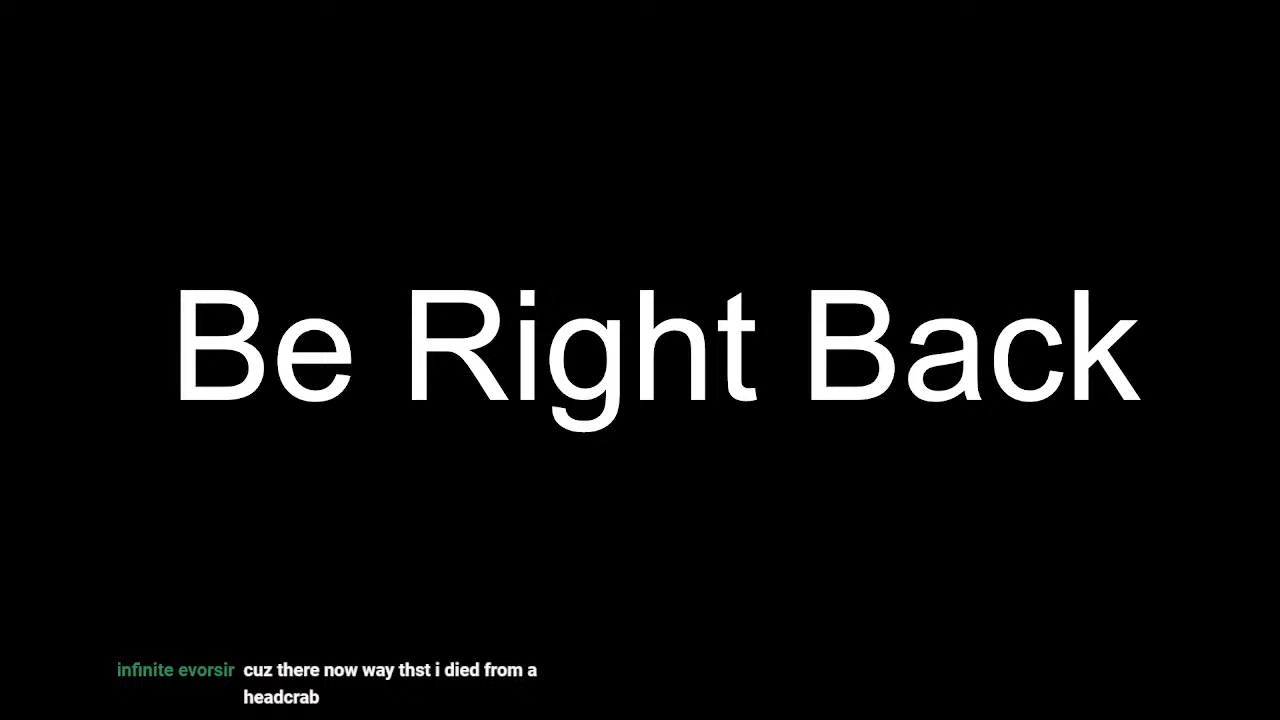 Be Right Back
infinite evorsir cuz there now way thst i died from a
headcrab